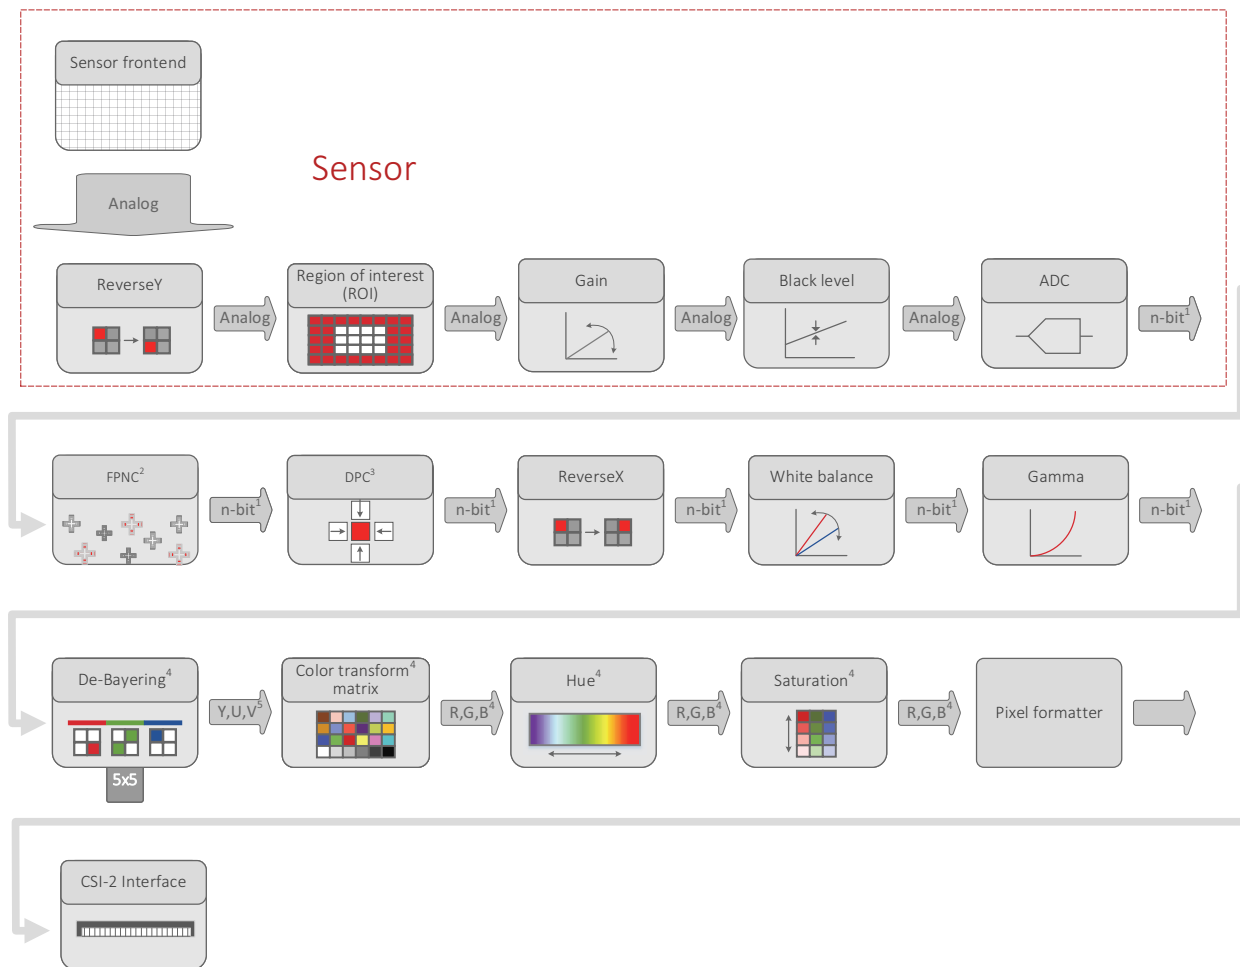 Sensor frontend
Sensor
Analog
ReverseY
Analog
Region of interest
(ROI)
Analog
Gain
Analog
Black level
Analog
ADC
n-bit¹
FPNC²
n-bit¹
DPC³
n-bit¹
ReverseX
n-bit¹
White balance
n-bit¹
Gamma
n-bit¹
De-Bayering⁴
5x5
Y,U,V⁵
Color transform⁴
matrix
R,G,B⁴
Hue⁴
R,G,B⁴
Saturation⁴
R,G,B⁴
Pixel formatter
CSI-2 Interface